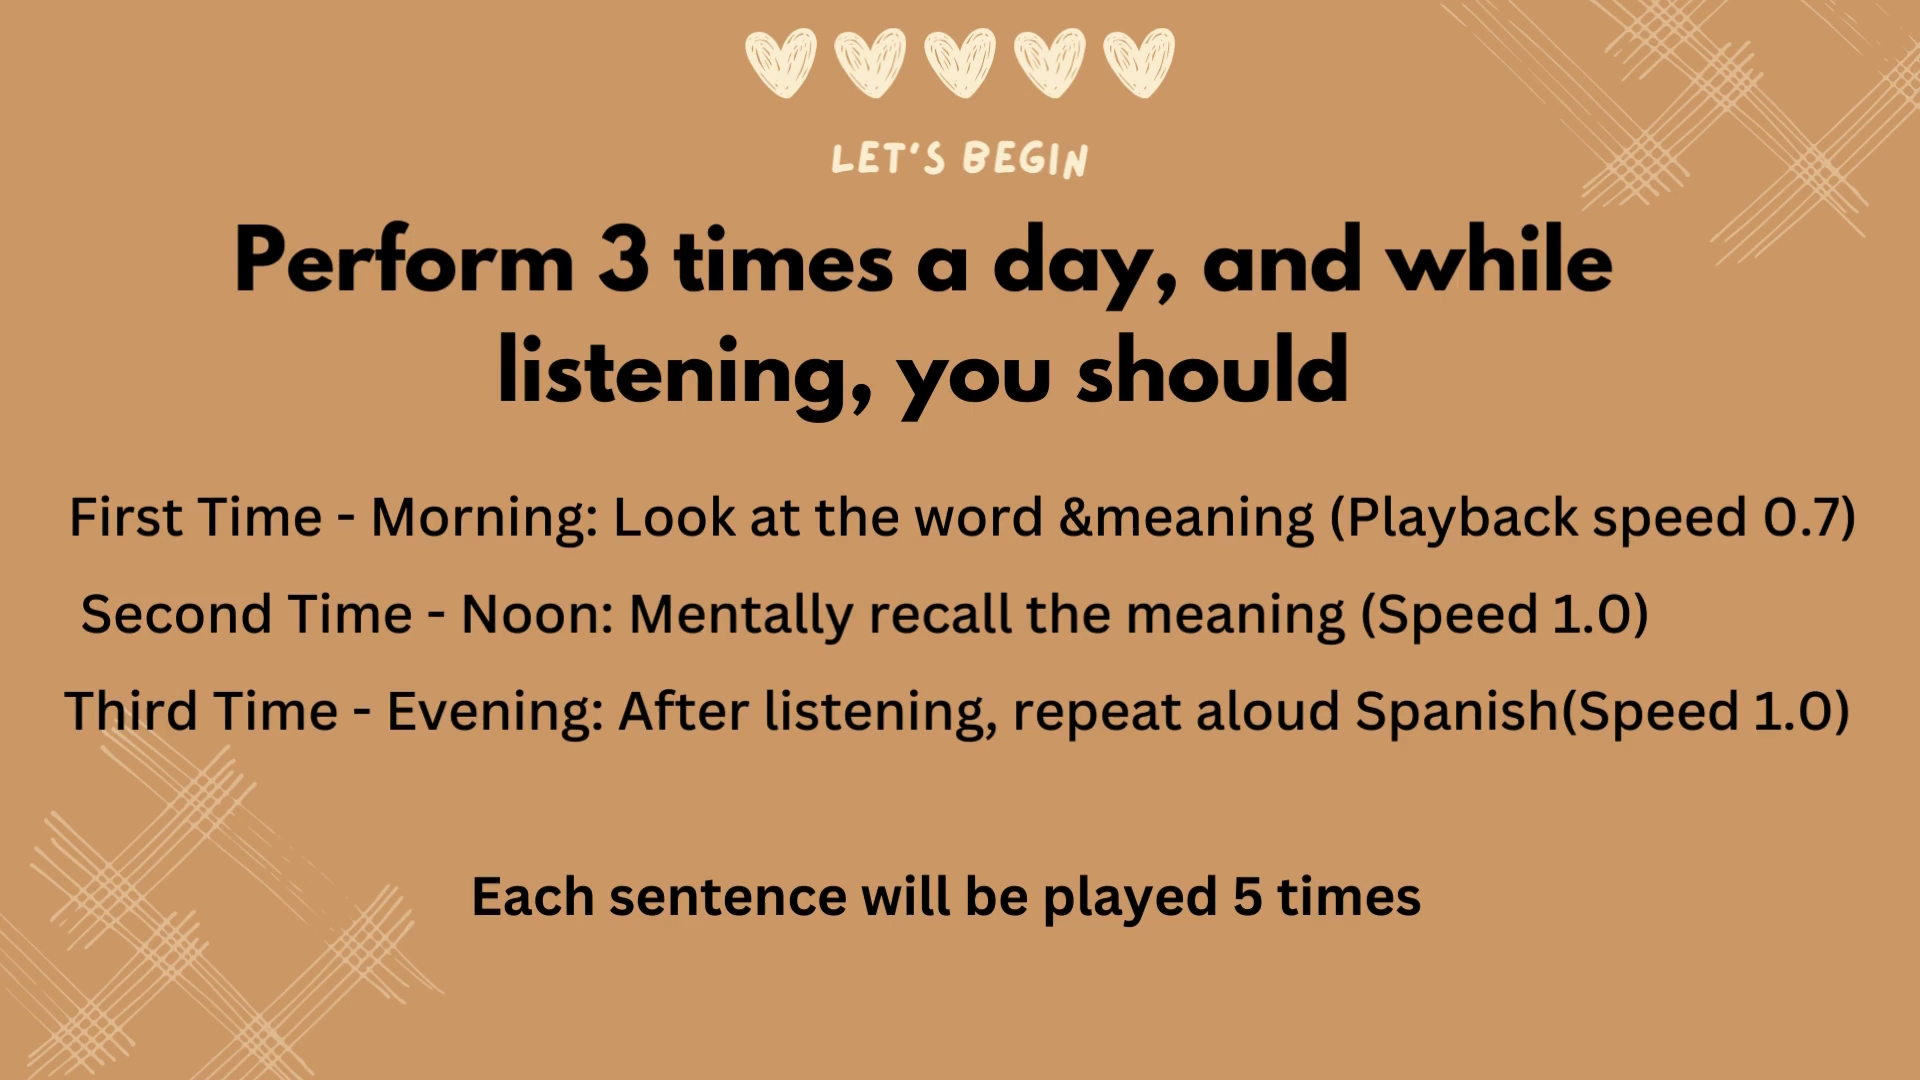 LET'S BEGIN
Perform 3 times a day, and while
listening, you should
First Time - Morning: Look at the word &meaning (Playback speed 0.7)
Second Time - Noon: Mentally recall the meaning (Speed 1.0)
Third Time - Evening: After listening, repeat aloud Spanish(Speed 1.0)
Each sentence will be played 5 times